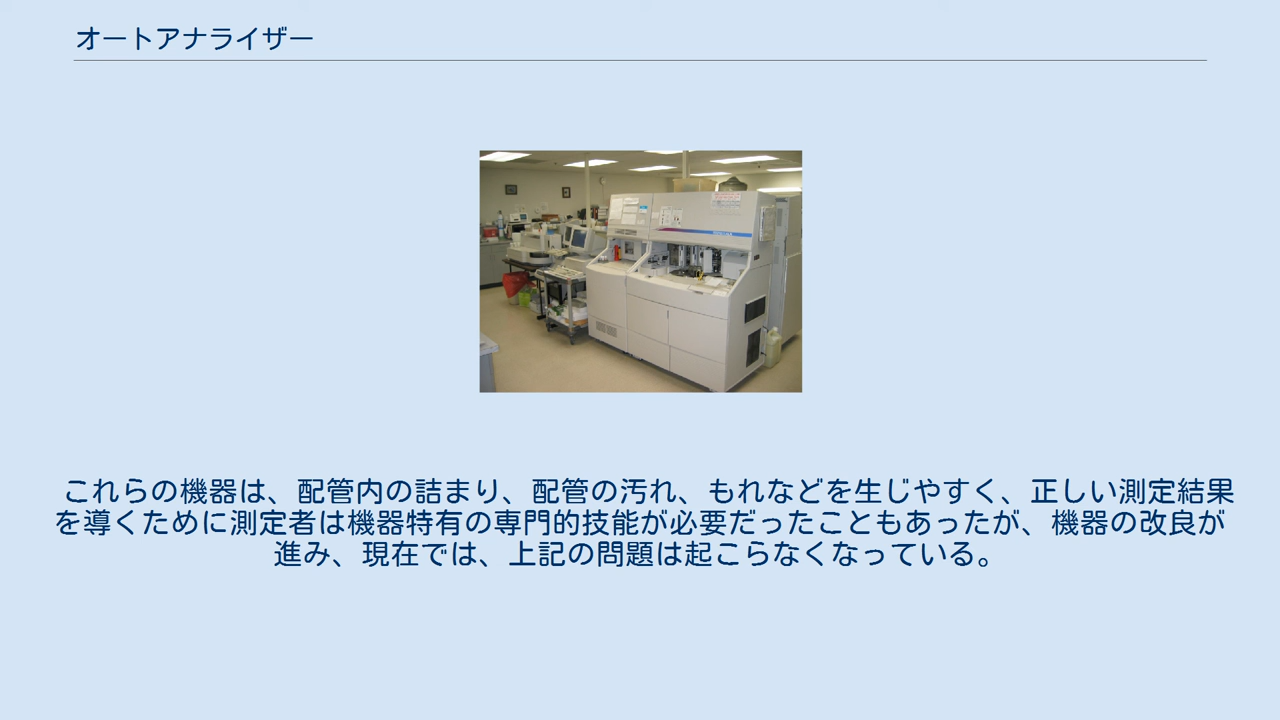 オートアナライザー
これらの機器は、配管内の詰まり、配管の汚れ、もれなどを生じやすく、正しい測定結果
を導くために測定者は機器特有の専門的技能が必要だったこともあったが、機器の改良が
進み、現在では、上記の問題は起こらなくなっている。